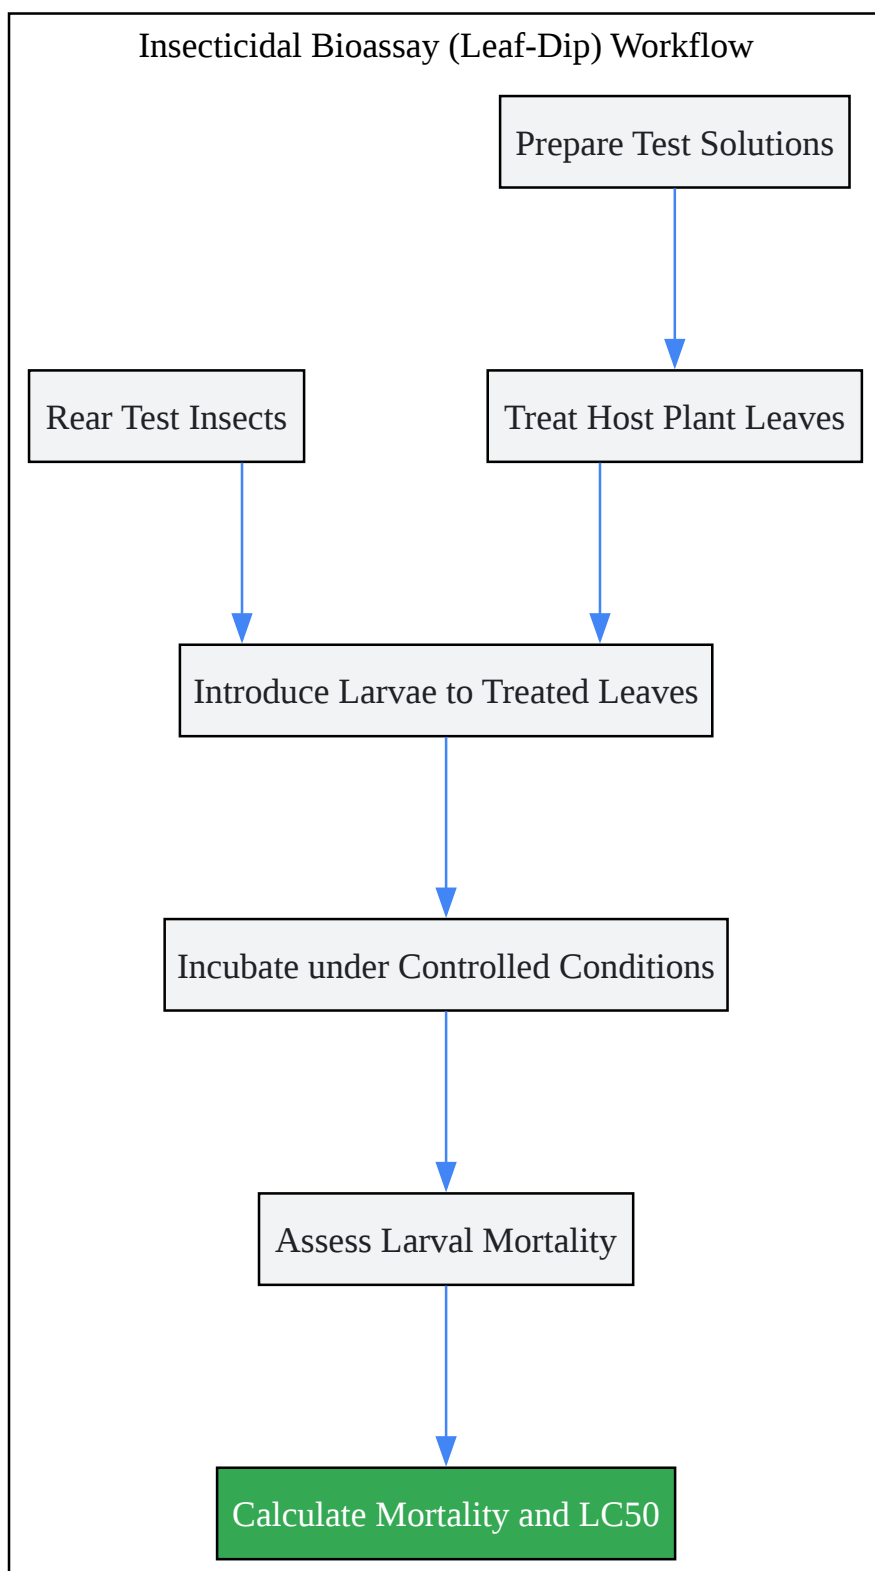 Insecticidal Bioassay (Leaf-Dip) Workflow
Prepare Test Solutions
Rear Test Insects
Treat Host Plant Leaves
Introduce Larvae to Treated Leaves
Incubate under Controlled Conditions
Assess Larval Mortality
Calculate Mortality and LC50